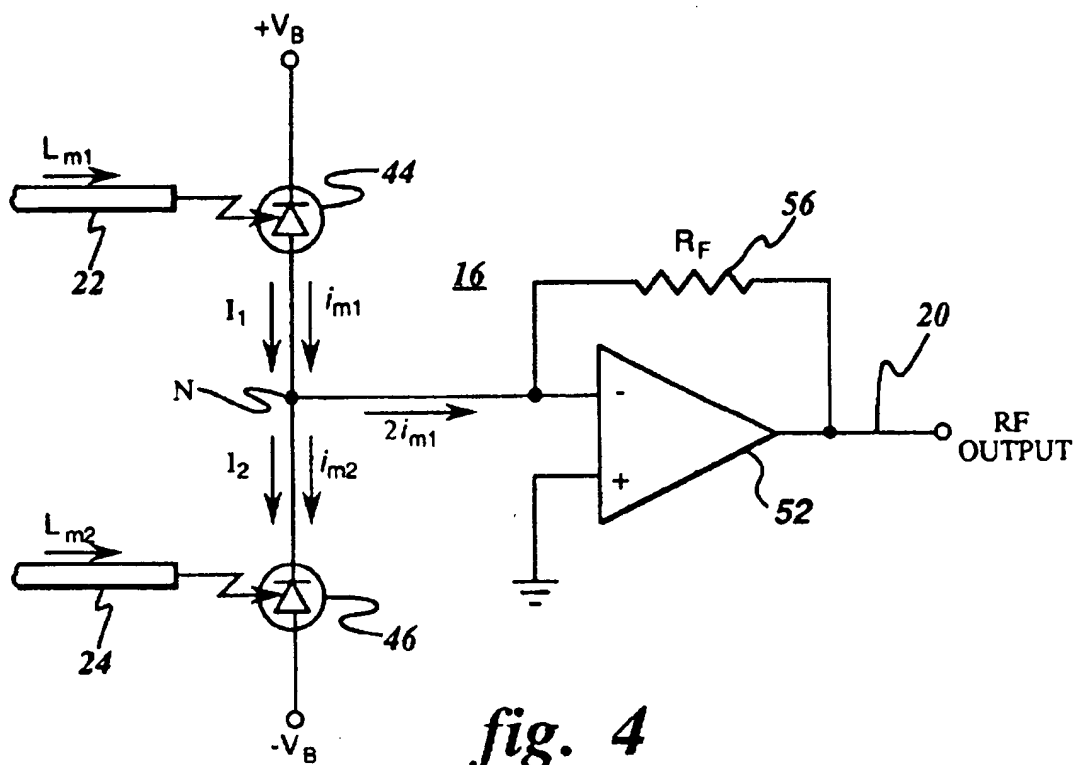 +V_B
L_m1
44
22
56
R_F
16
I_1 i_m1
20
N
2i_m1
-
RF
OUTPUT
I_2 i_m2
+
52
L_m2
24
46
-V_B
fig. 4